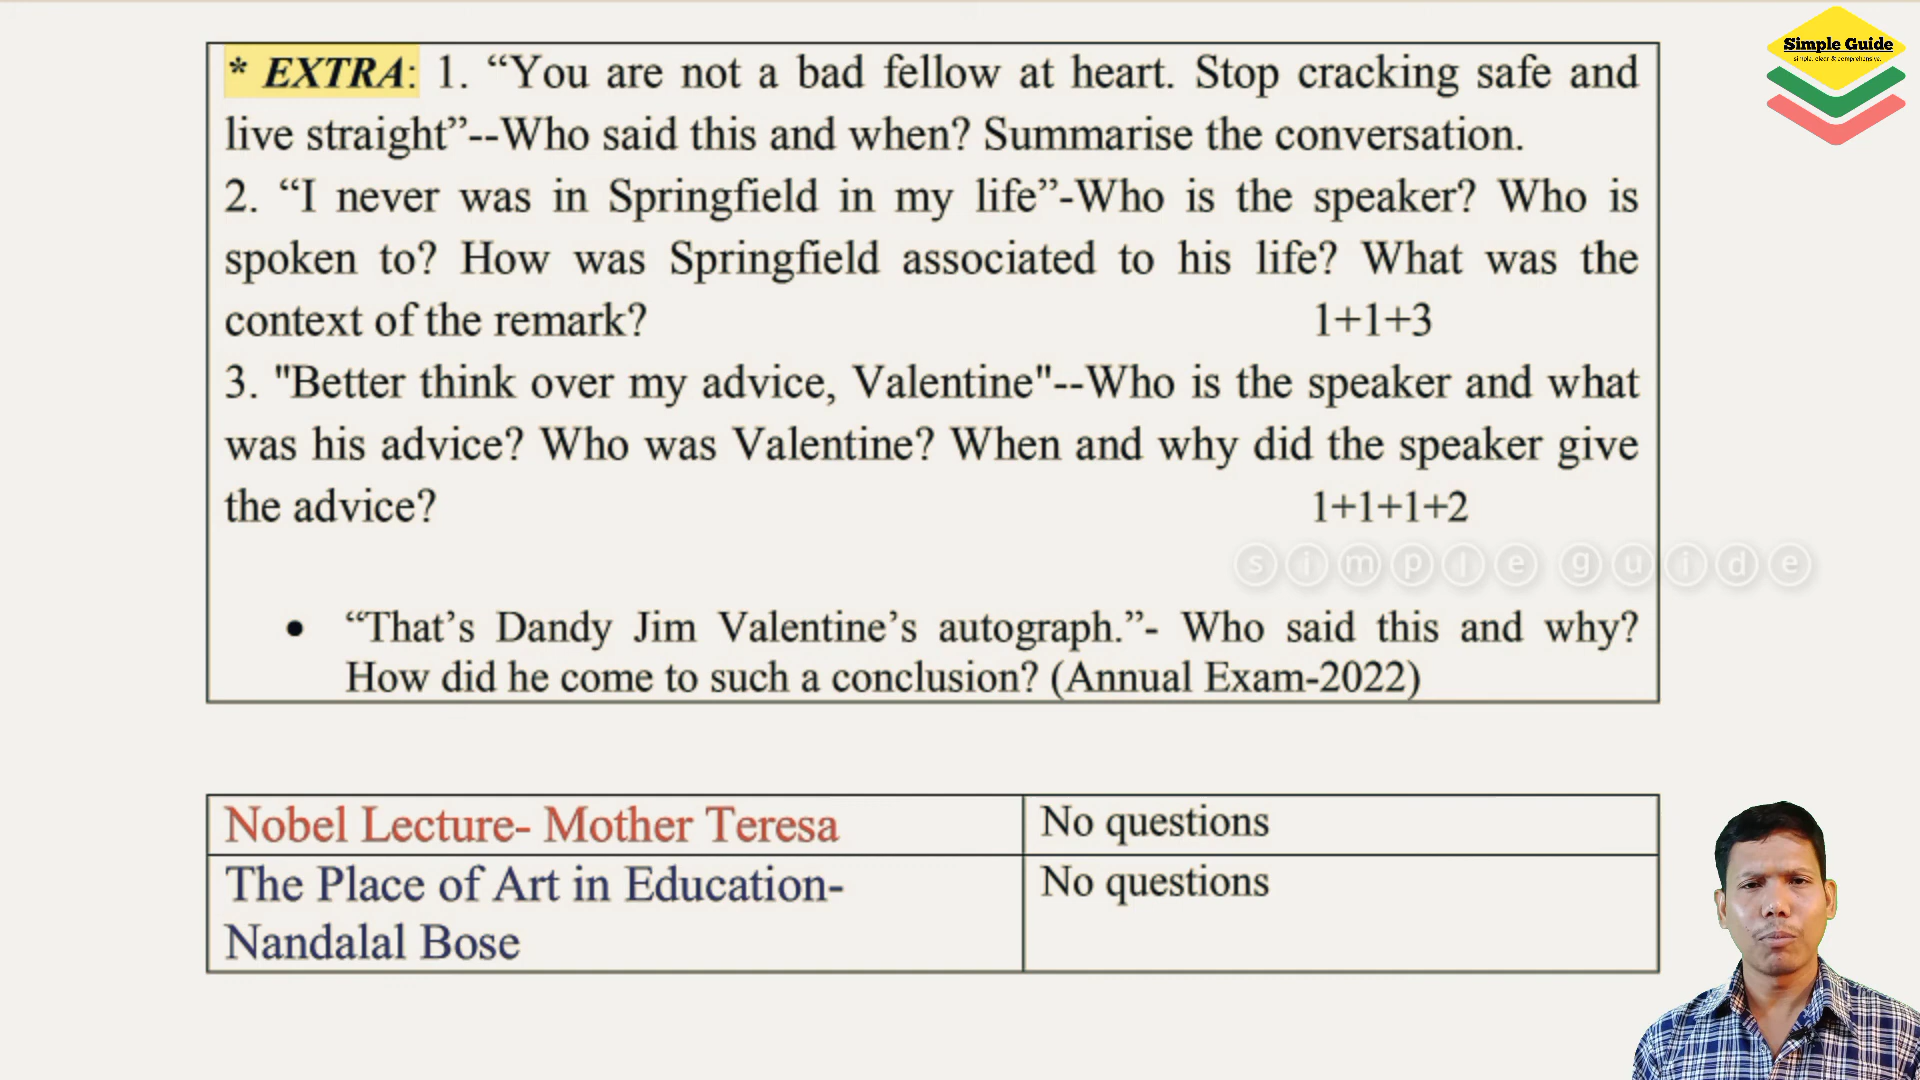 Simple Guide
simple, clear & comprehensive.
* EXTRA: 1. “You are not a bad fellow at heart. Stop cracking safe and
live straight”--Who said this and when? Summarise the conversation.
2. “I never was in Springfield in my life”-Who is the speaker? Who is
spoken to? How was Springfield associated to his life? What was the
context of the remark? 1+1+3
3. "Better think over my advice, Valentine"--Who is the speaker and what
was his advice? Who was Valentine? When and why did the speaker give
the advice? 1+1+1+2
simple guide
• “That’s Dandy Jim Valentine’s autograph.”- Who said this and why?
How did he come to such a conclusion? (Annual Exam-2022)
Nobel Lecture- Mother Teresa No questions
The Place of Art in Education- No questions
Nandalal Bose